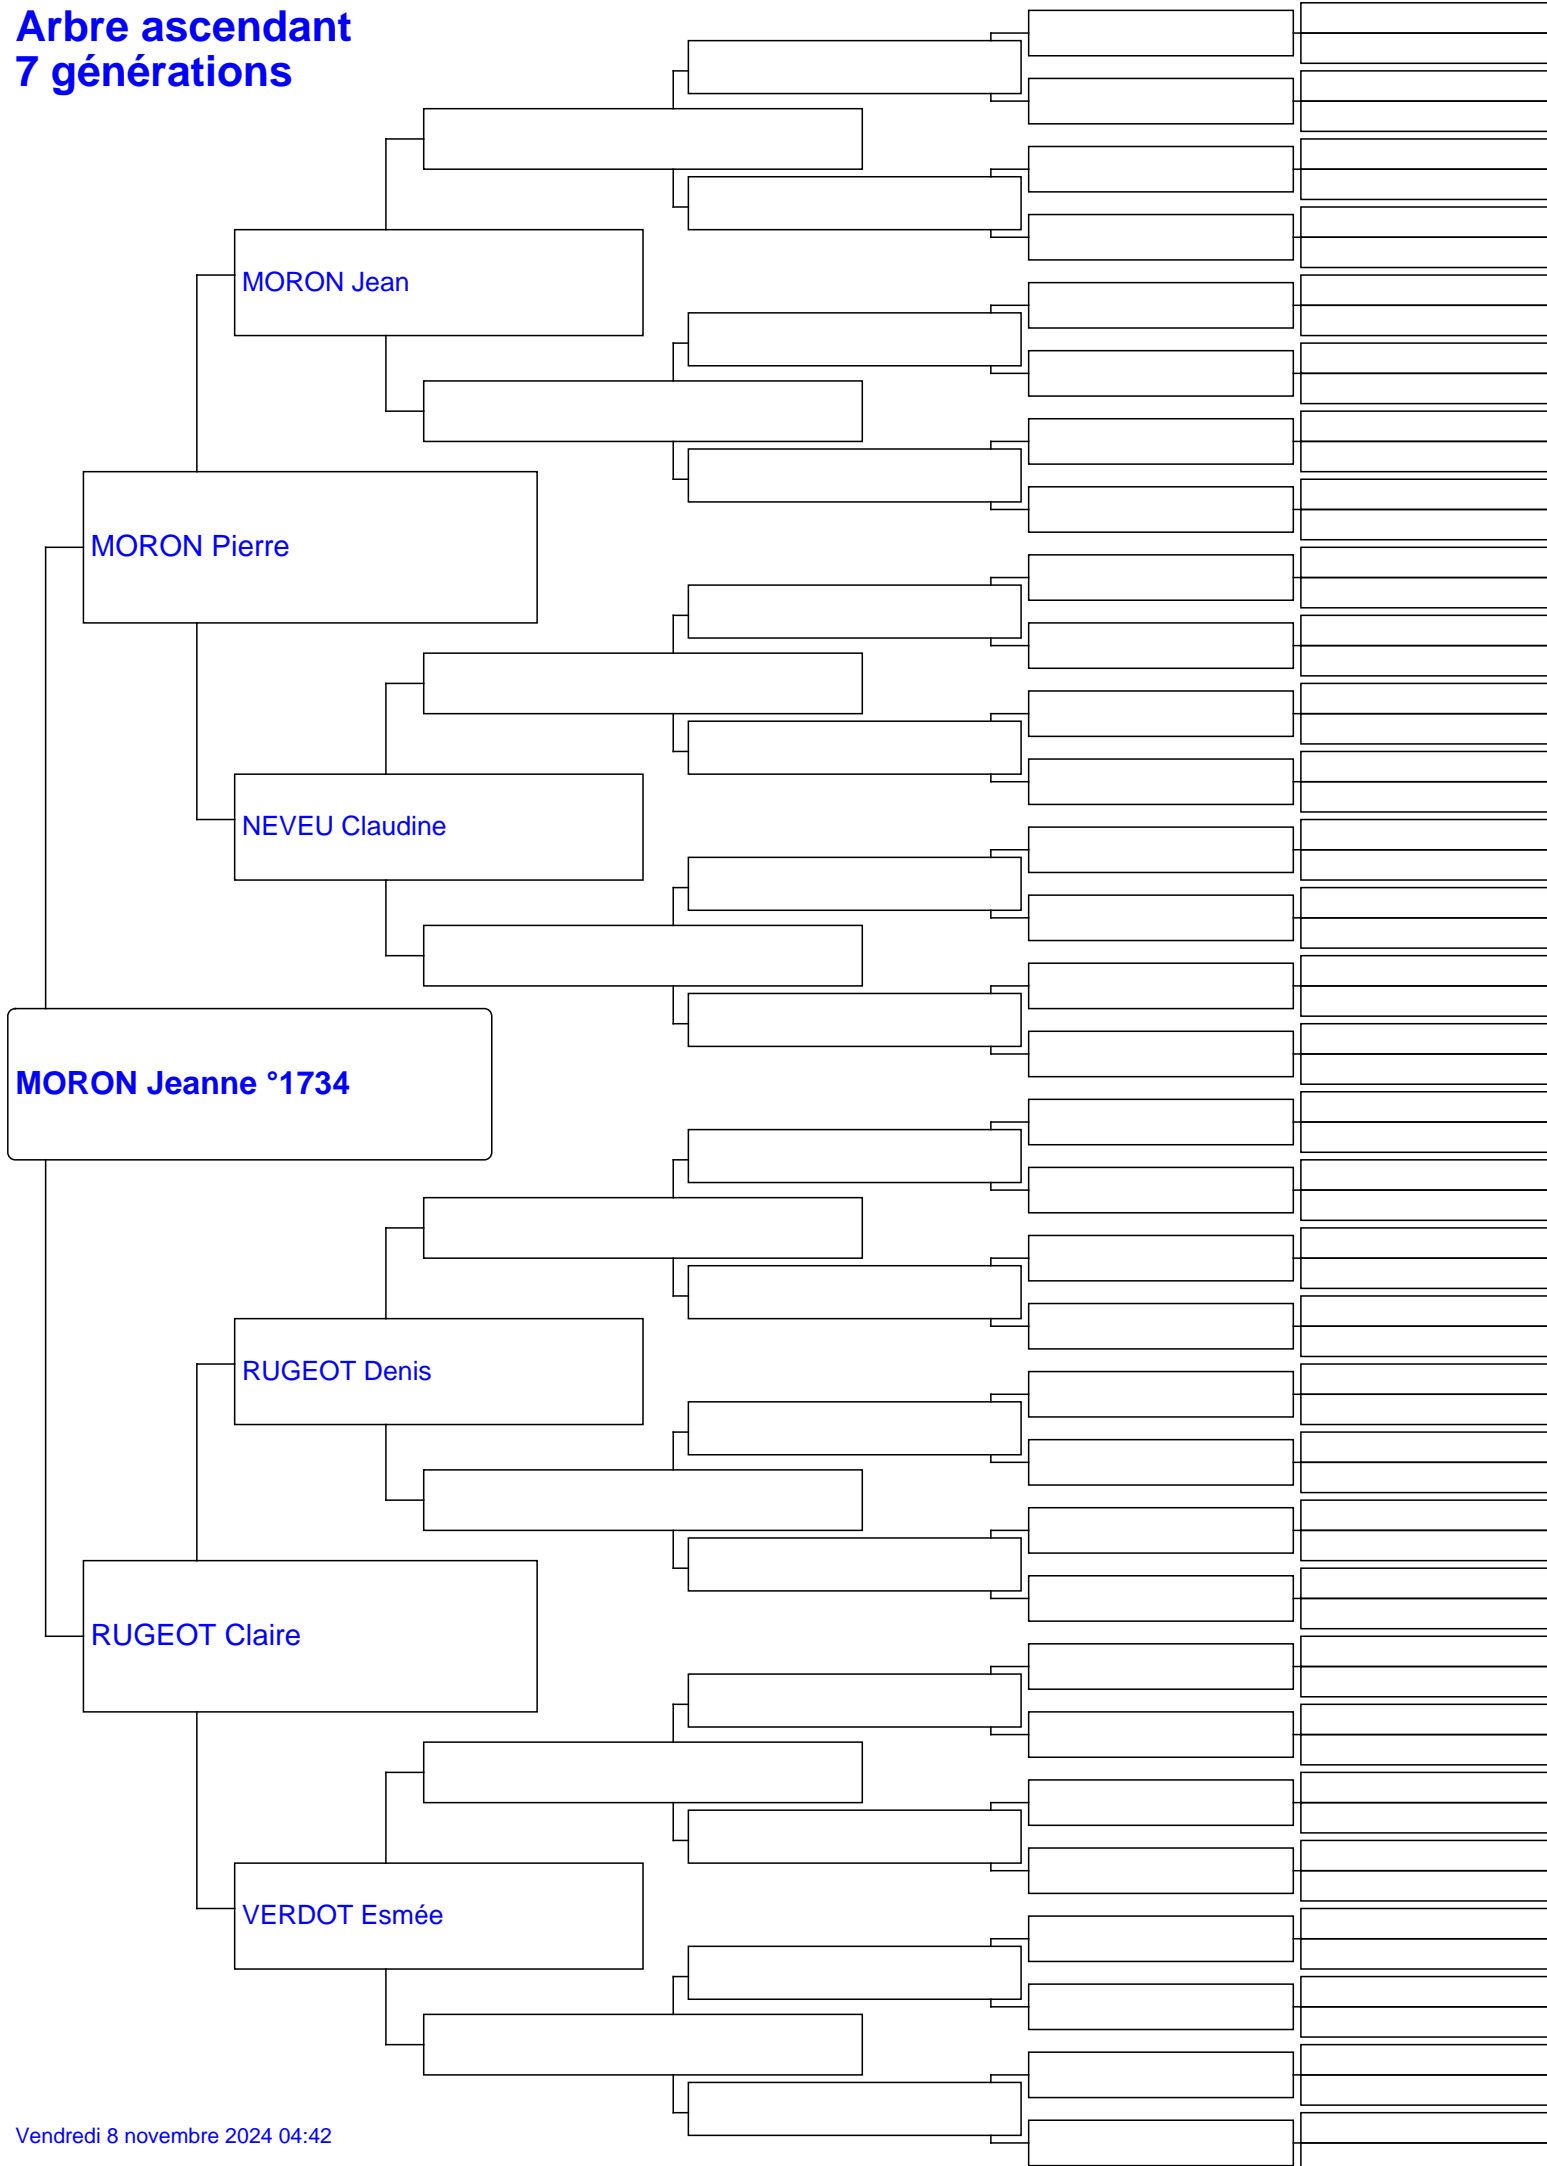 Arbre ascendant
7 générations
MORON Jean
MORON Pierre
NEVEU Claudine
MORON Jeanne °1734
RUGEOT Denis
RUGEOT Claire
VERDOT Esmée
Vendredi 8 novembre 2024 04:42